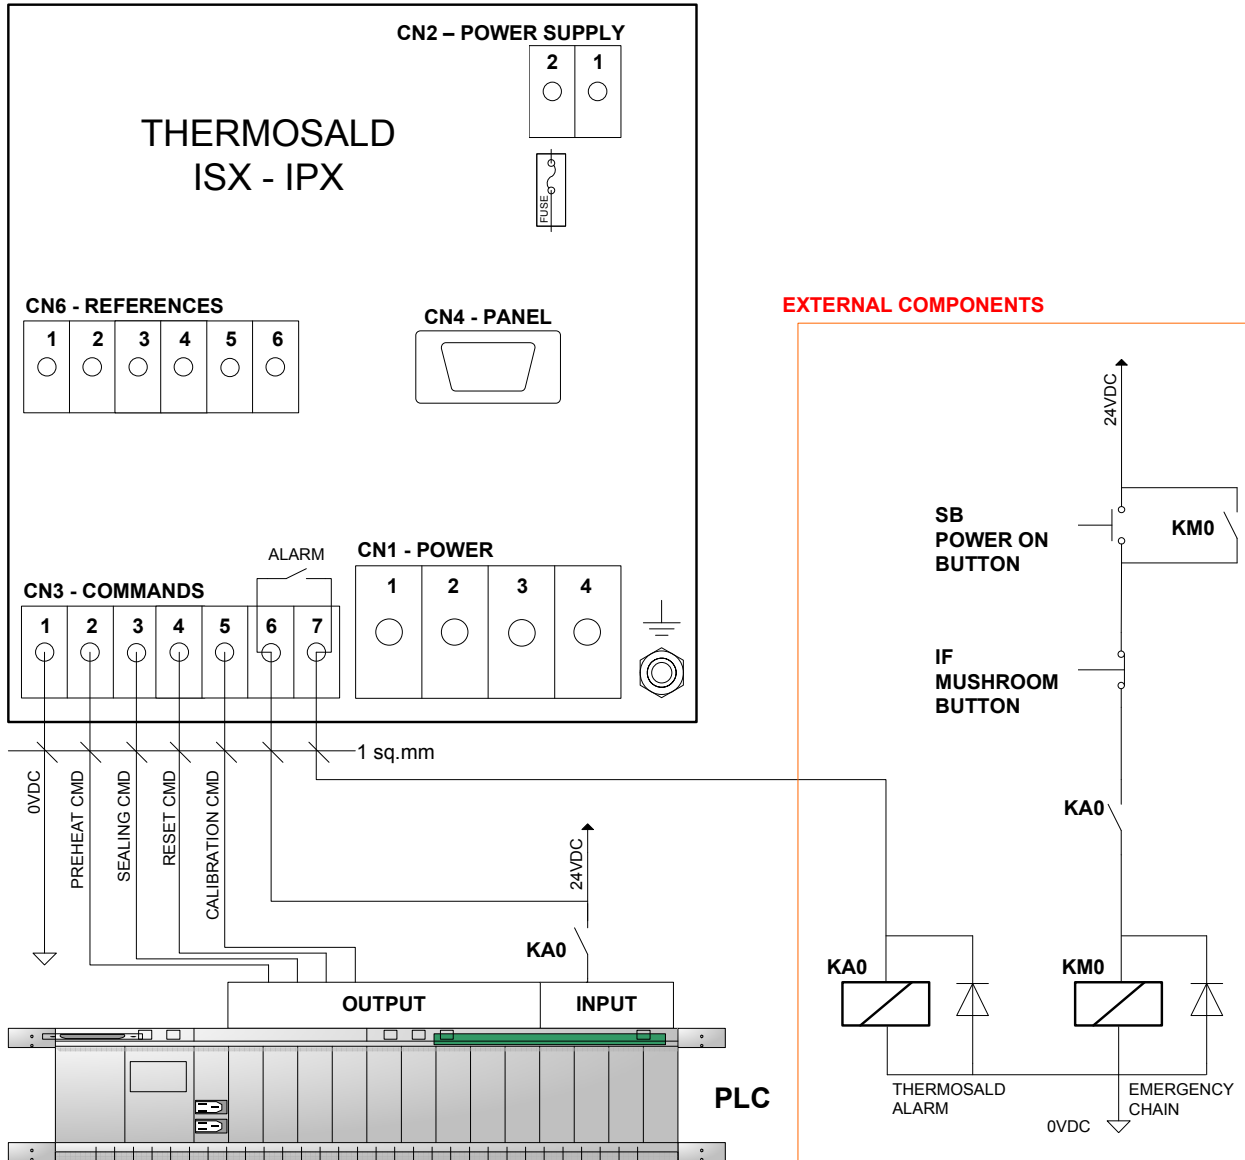 CN2 – POWER SUPPLY
2 1
THERMOSALD
ISX - IPX
FUSE
CN6 - REFERENCES
1 2 3 4 5 6
CN4 - PANEL
EXTERNAL COMPONENTS
24VDC
SB
POWER ON
BUTTON
KM0
ALARM
CN1 - POWER
1 2 3 4
CN3 - COMMANDS
1 2 3 4 5 6 7
IF
MUSHROOM
BUTTON
1 sq.mm
0VDC
PREHEAT CMD
SEALING CMD
RESET CMD
CALIBRATION CMD
24VDC
KA0
KA0
OUTPUT
INPUT
KA0
KM0
PLC
THERMOSALD
ALARM
EMERGENCY
CHAIN
0VDC